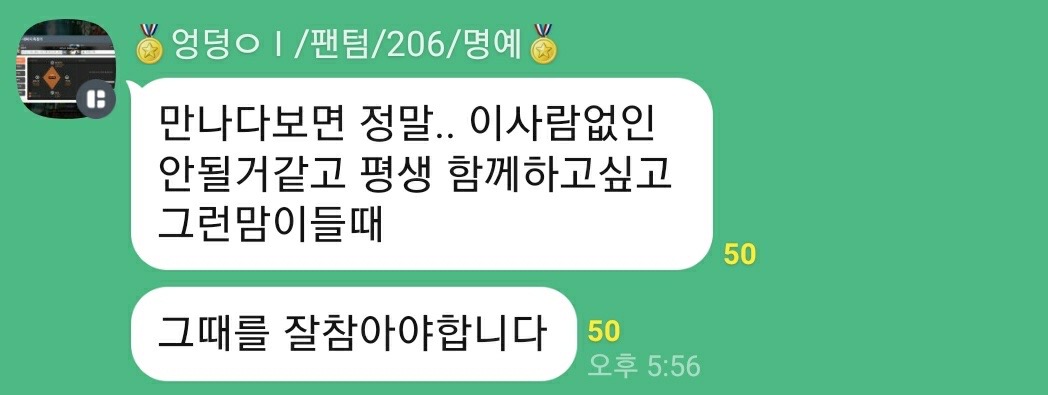 엉덩ㅇㅣ/팬텀/206/명예
만나다보면 정말.. 이사람없인
안될거같고 평생 함께하고싶고
그런맘이들때
50
그때를 잘참아야합니다
50
오후 5:56